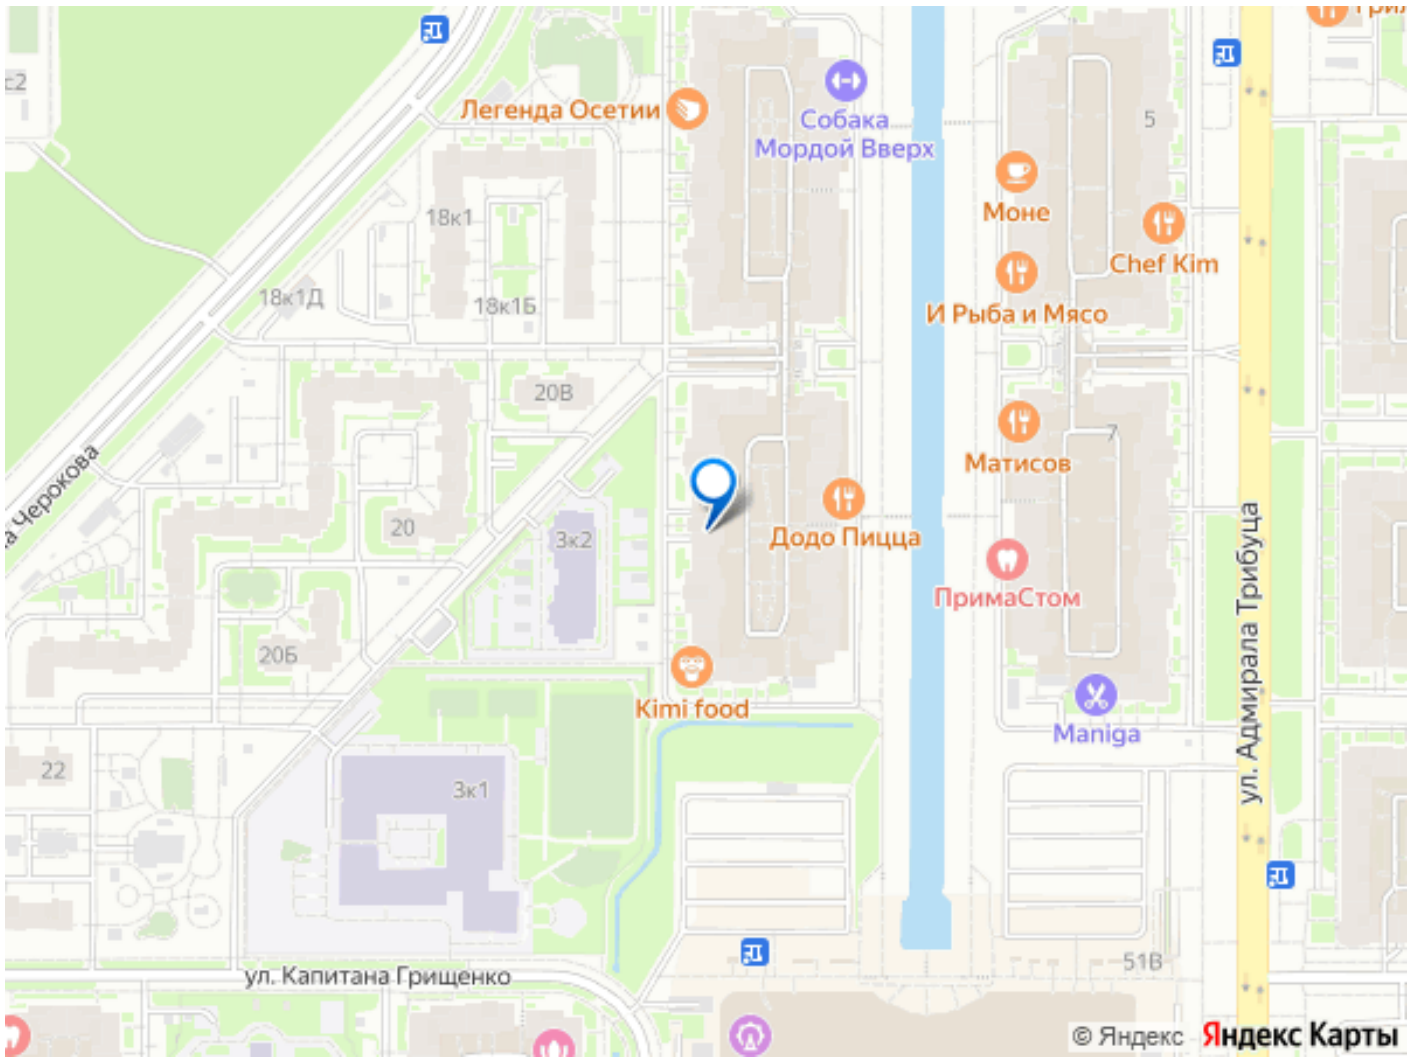 Легенда Осетии
Собака
Мордой Вверх
5
18к1
Моне
Chef Kim
18к1Д
18к1Б
И Рыба и Мясо
20В
7
Матисов
Черокова
20
3к2
Додо Пицца
ПримаСтом
ул. Адмирала Трибуца
20Б
Kimi food
Maniga
22
3к1
51В
ул. Капитана Грищенко
© Яндекс Яндекс Карты